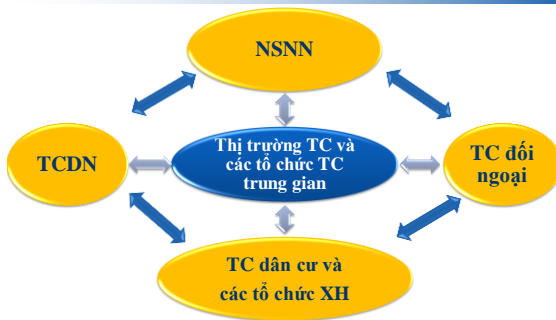 NSNN
TCDN
Thị trường TC và
các tổ chức TC
trung gian
TC đối
ngoại
TC dân cư và
các tổ chức XH